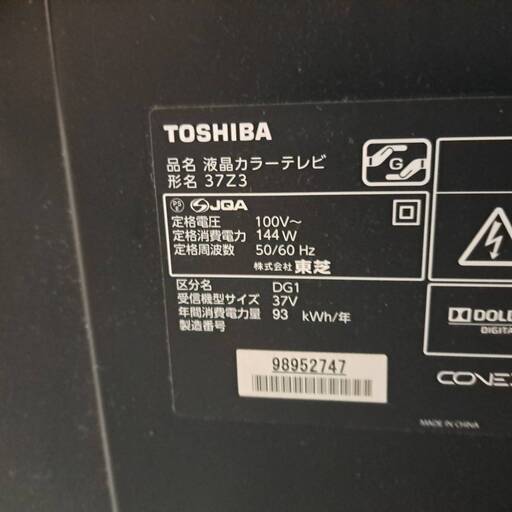 TOSHIBA
品名 液晶カラーテレビ
形名 37Z3
G
PS E JQA
定格電圧 100V~
定格消費電力 144W
定格周波数 50/60 Hz
株式会社 東芝
区分名 DG1
受信機型サイズ 37V
年間消費電力量 93 kWh/年
製造番号
98952747
DIGITAL
MADE IN CHINA